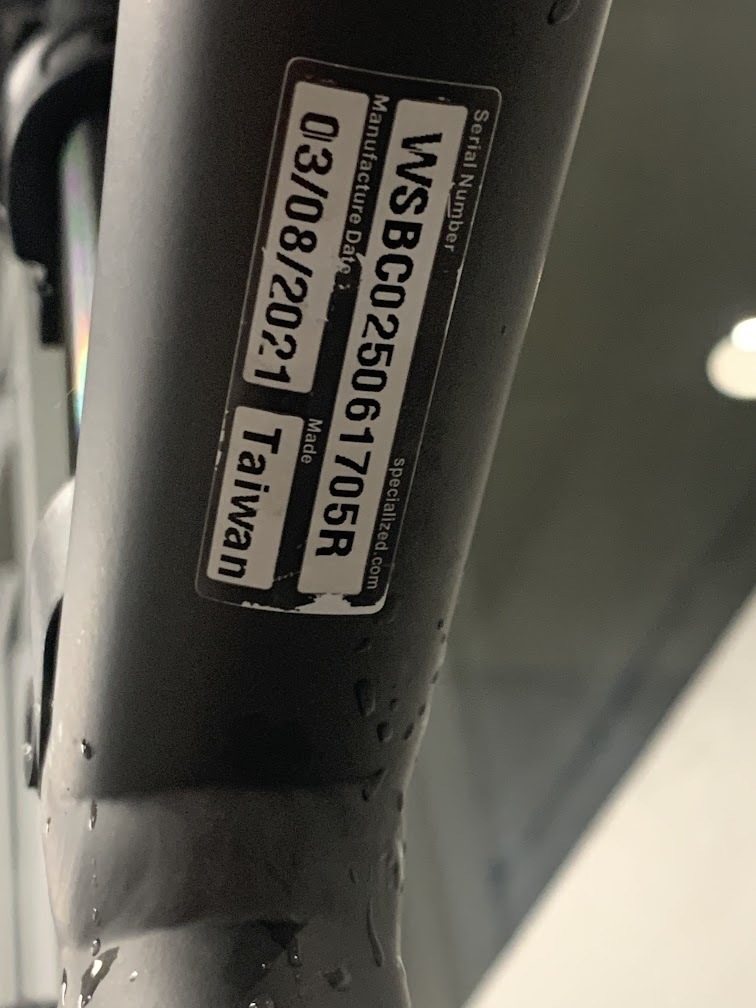 Serial Number specialized.com
WSBC025061705R
Manufacture Date: Made
03/08/2021 Taiwan